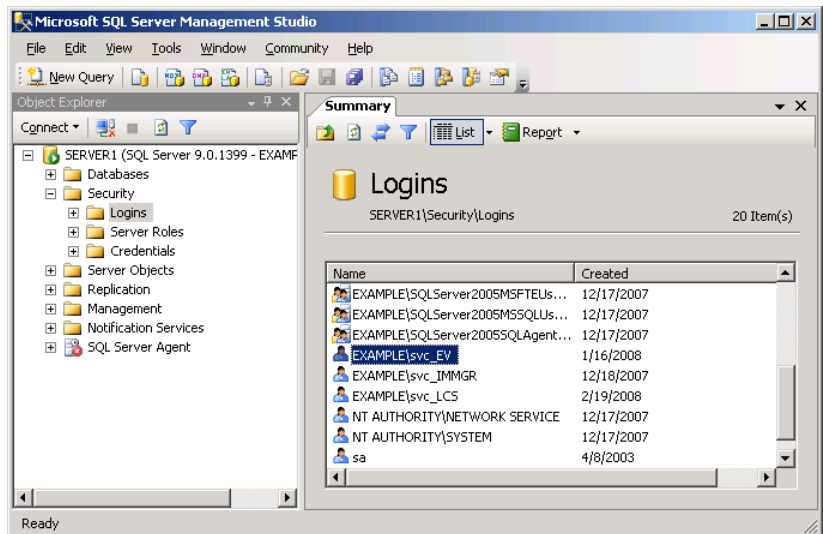 Microsoft SQL Server Management Studio
File Edit View Tools Window Community Help
New Query
Object Explorer
Connect
SERVER1 (SQL Server 9.0.1399 - EXAMP
Databases
Security
Logins
Server Roles
Credentials
Server Objects
Replication
Management
Notification Services
SQL Server Agent
Summary
List Report
Logins
SERVER1\Security\Logins 20 Item(s)
Name Created
EXAMPLE\SQLServer2005MSFTEUs... 12/17/2007
EXAMPLE\SQLServer2005MSSQLUs... 12/17/2007
EXAMPLE\SQLServer2005SQLAgent... 12/17/2007
EXAMPLE\svc_EV 1/16/2008
EXAMPLE\svc_IMMGR 12/18/2007
EXAMPLE\svc_LCS 2/19/2008
NT AUTHORITY\NETWORK SERVICE 12/17/2007
NT AUTHORITY\SYSTEM 12/17/2007
sa 4/8/2003
Ready